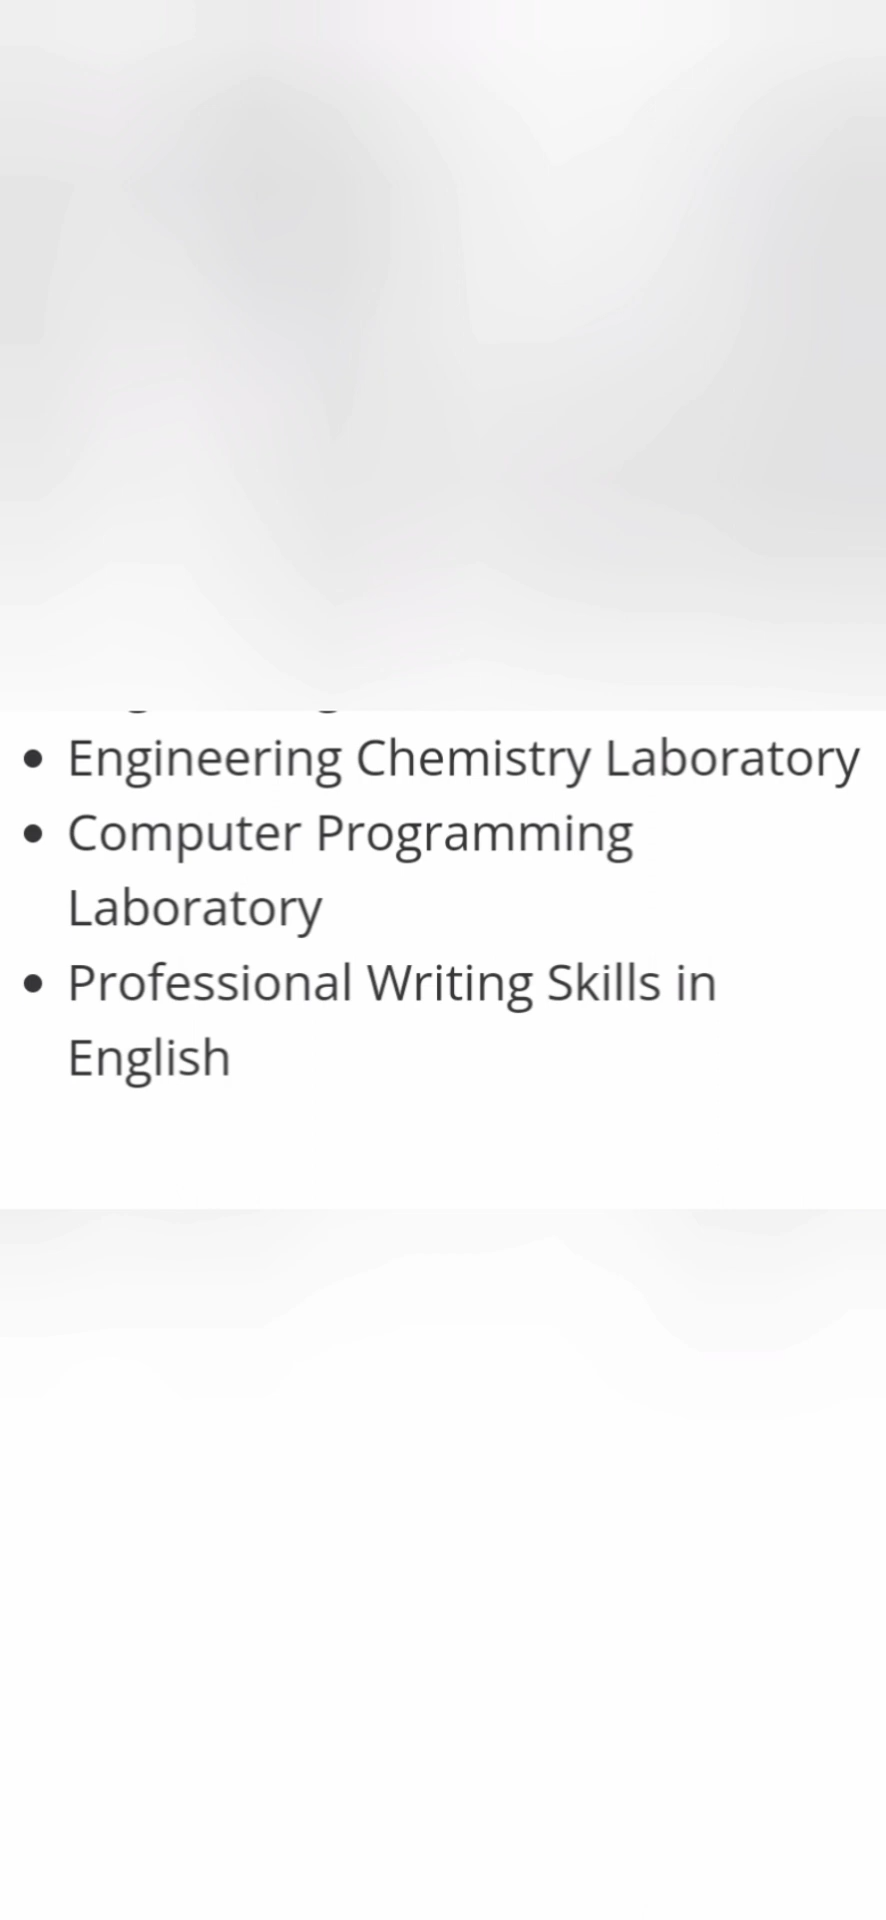 • Engineering Chemistry Laboratory
• Computer Programming
Laboratory
• Professional Writing Skills in
English